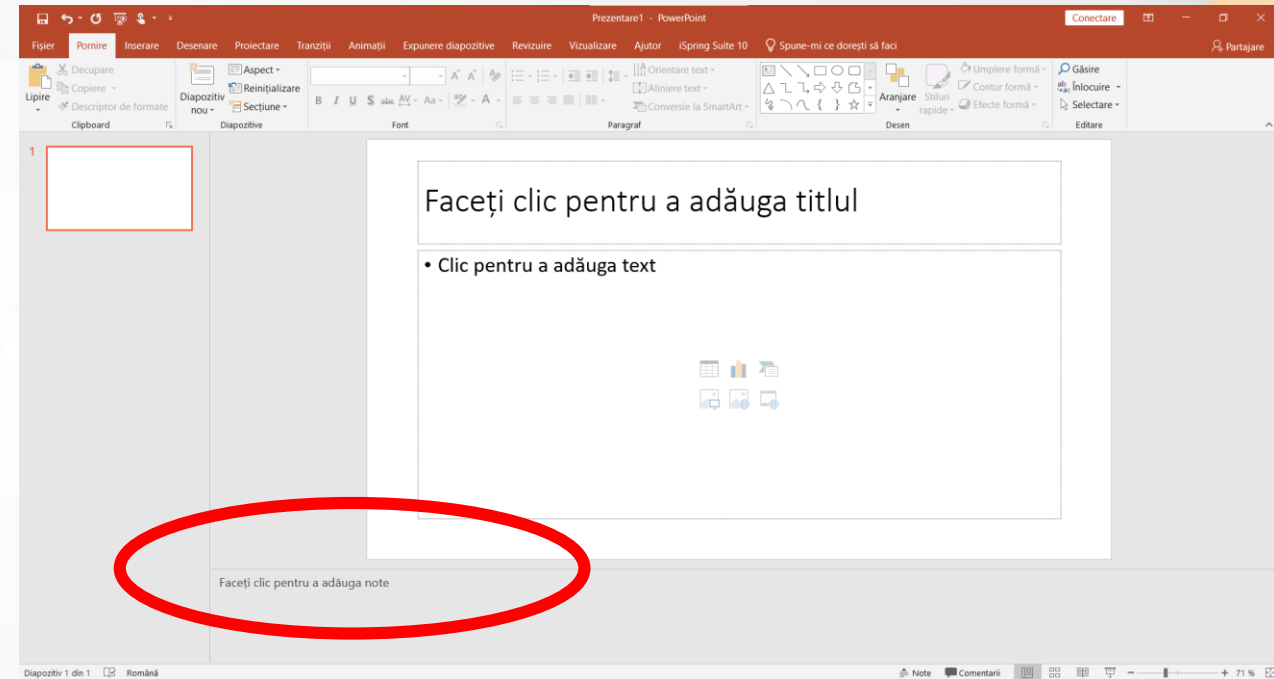 Prezentare1 - PowerPoint
Conectare
Fișier Pornire Inserare Desenare Proiectare Tranziții Animații Expunere diapozitive Revizuire Vizualizare Ajutor iSpring Suite 10 Spune-mi ce dorești să faci Partajare
Lipire
Decupare
Copiere
Descriptor de formate
Clipboard
Diapozitiv nou
Aspect
Reinițializare
Secțiune
Diapozitive
B I U S abc AV Aa A
Font
Orientare text
Aliniere text
Conversie la SmartArt
Paragraf
Aranjare
Stiluri rapide
Umplere formă
Contur formă
Efecte formă
Desen
Găsire
Înlocuire
Selectare
Editare
1
Faceți clic pentru a adăuga titlul
• Clic pentru a adăuga text
Faceți clic pentru a adăuga note
Diapozitiv 1 din 1 Română Note Comentarii 71 %